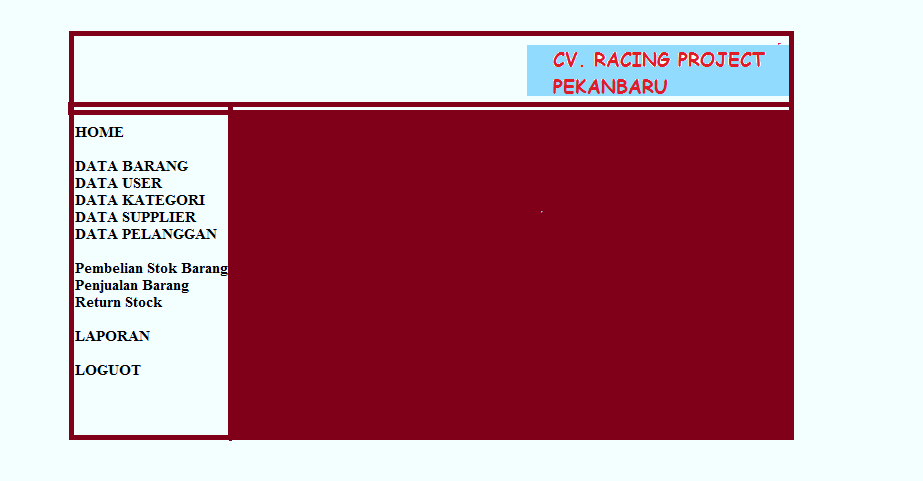 CV. RACING PROJECT
PEKANBARU
HOME
DATA BARANG
DATA USER
DATA KATEGORI
DATA SUPPLIER
DATA PELANGGAN
Pembelian Stok Barang
Penjualan Barang
Return Stock
LAPORAN
LOGUOT